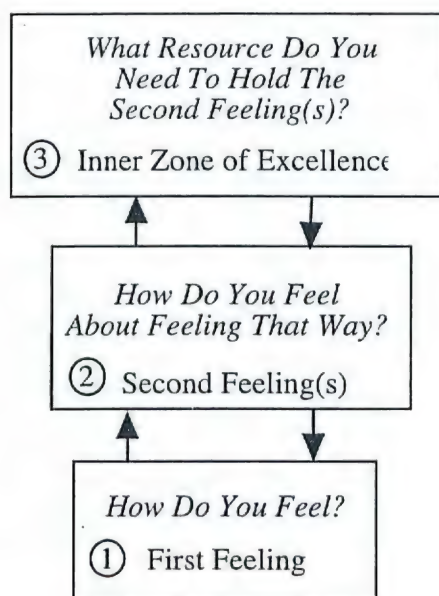 What Resource Do You
Need To Hold The
Second Feeling(s)?
③ Inner Zone of Excellence
How Do You Feel
About Feeling That Way?
② Second Feeling(s)
How Do You Feel?
① First Feeling